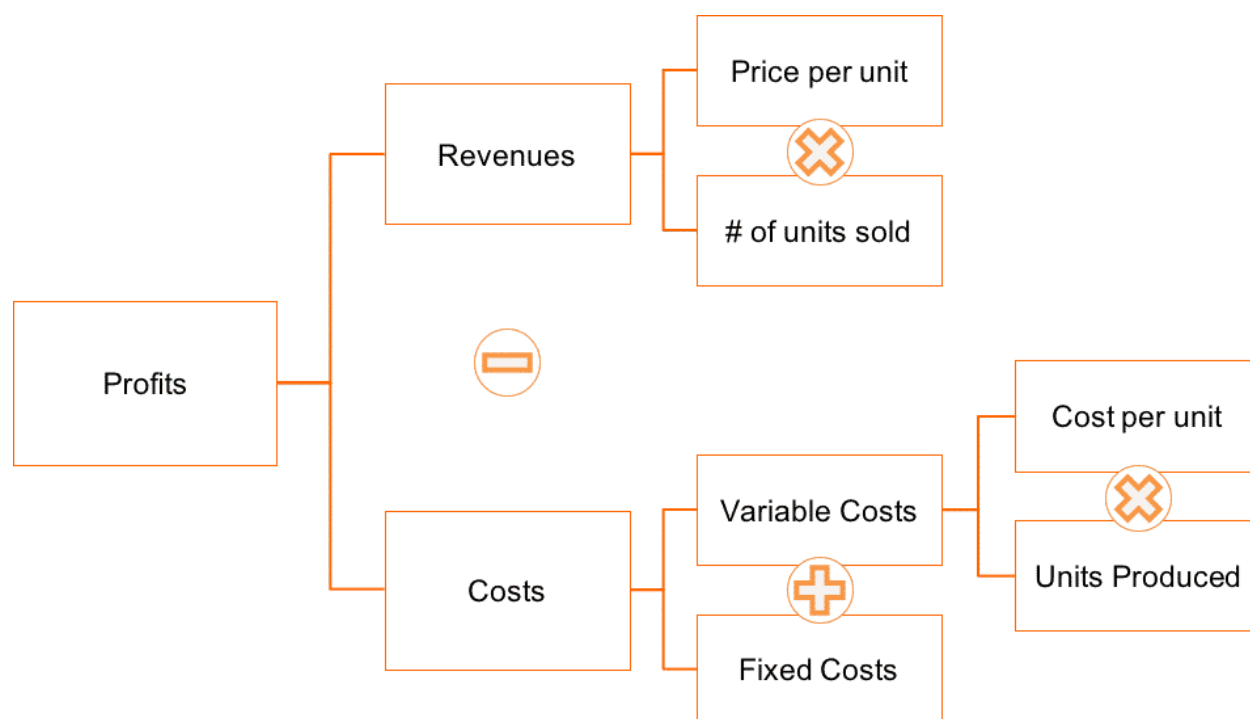 Price per unit
Revenues
# of units sold
Profits
Cost per unit
Variable Costs
Units Produced
Costs
Fixed Costs